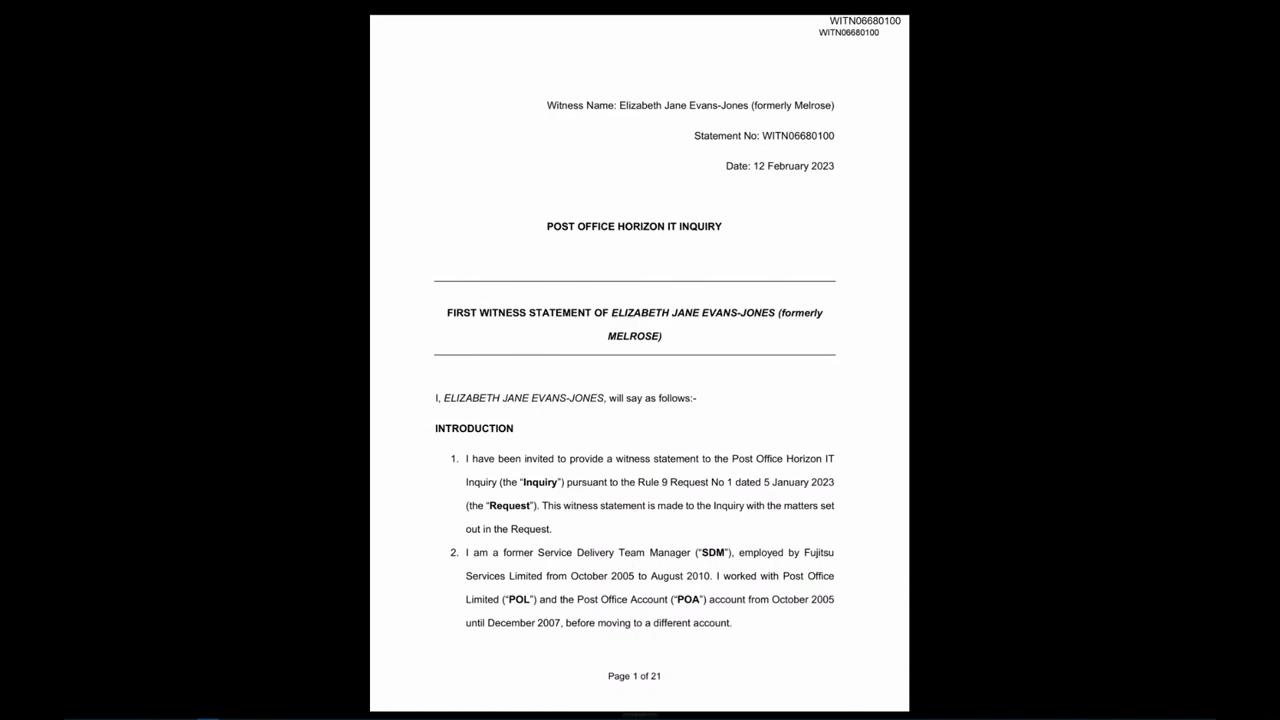 WITN06680100
WITN06680100
Witness Name: Elizabeth Jane Evans-Jones (formerly Melrose)
Statement No: WITN06680100
Date: 12 February 2023
POST OFFICE HORIZON IT INQUIRY
FIRST WITNESS STATEMENT OF ELIZABETH JANE EVANS-JONES (formerly
MELROSE)
I, ELIZABETH JANE EVANS-JONES, will say as follows:-
INTRODUCTION
1. I have been invited to provide a witness statement to the Post Office Horizon IT
Inquiry (the “Inquiry”) pursuant to the Rule 9 Request No 1 dated 5 January 2023
(the “Request”). This witness statement is made to the Inquiry with the matters set
out in the Request.
2. I am a former Service Delivery Team Manager (“SDM”), employed by Fujitsu
Services Limited from October 2005 to August 2010. I worked with Post Office
Limited (“POL”) and the Post Office Account (“POA”) account from October 2005
until December 2007, before moving to a different account.
Page 1 of 21